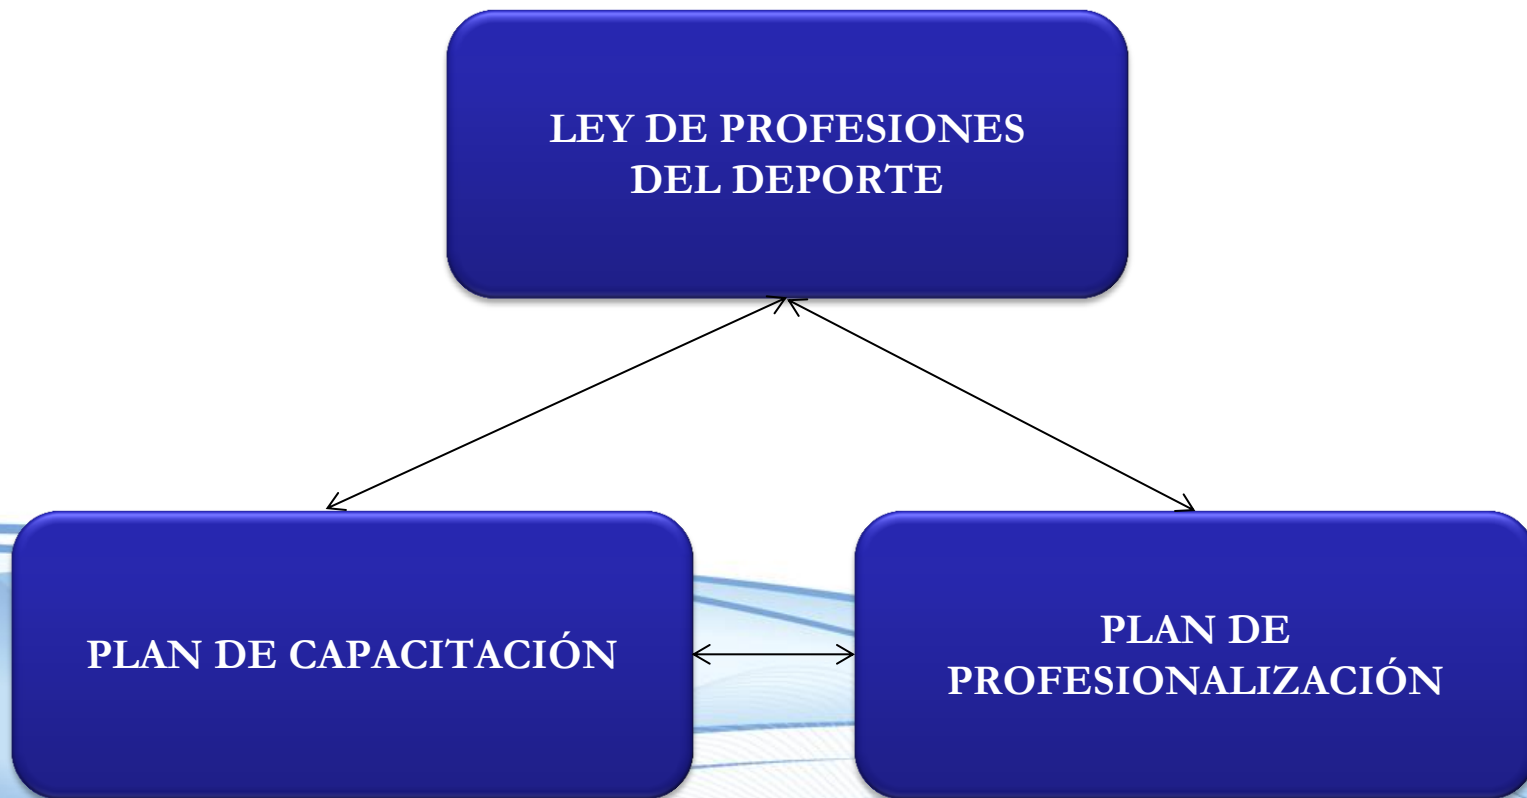 LEY DE PROFESIONES
DEL DEPORTE
PLAN DE CAPACITACIÓN
PLAN DE
PROFESIONALIZACIÓN